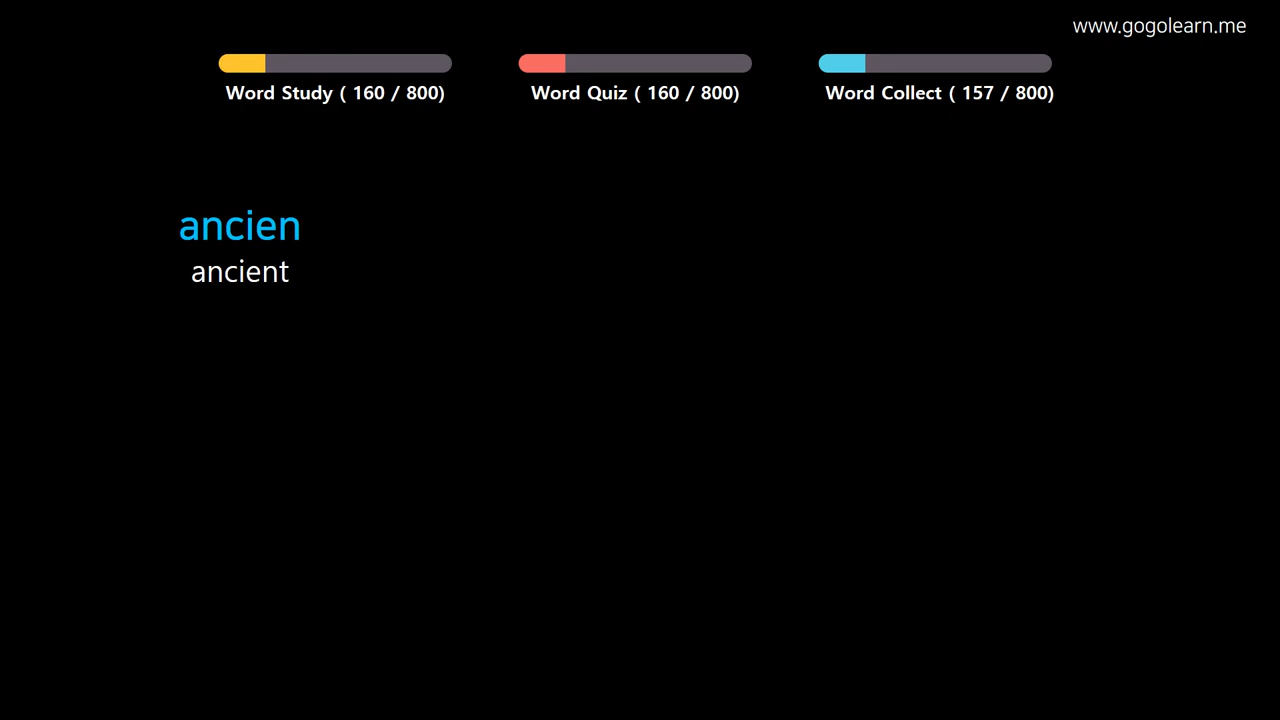 www.gogolearn.me
Word Study ( 160 / 800)
Word Quiz ( 160 / 800)
Word Collect ( 157 / 800)
ancien
ancient